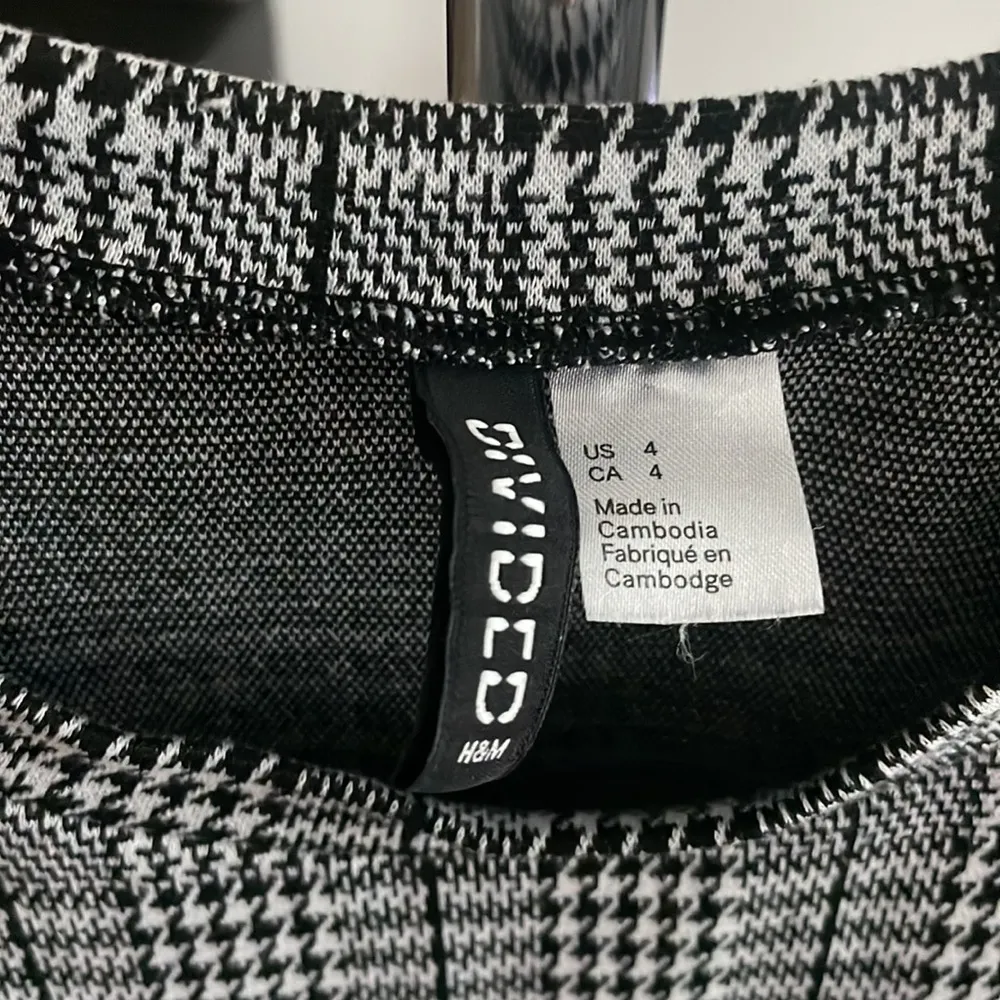 DIVIDED
H&M
US 4
CA 4
Made in
Cambodia
Fabriqué en
Cambodge